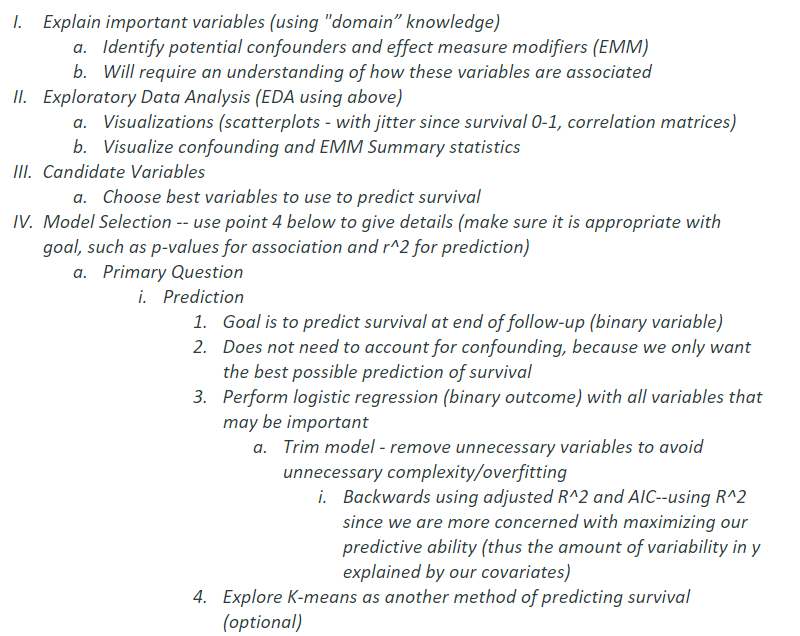 I. Explain important variables (using "domain” knowledge)
a. Identify potential confounders and effect measure modifiers (EMM)
b. Will require an understanding of how these variables are associated
II. Exploratory Data Analysis (EDA using above)
a. Visualizations (scatterplots - with jitter since survival 0-1, correlation matrices)
b. Visualize confounding and EMM Summary statistics
III. Candidate Variables
a. Choose best variables to use to predict survival
IV. Model Selection -- use point 4 below to give details (make sure it is appropriate with
goal, such as p-values for association and r^2 for prediction)
a. Primary Question
i. Prediction
1. Goal is to predict survival at end of follow-up (binary variable)
2. Does not need to account for confounding, because we only want
the best possible prediction of survival
3. Perform logistic regression (binary outcome) with all variables that
may be important
a. Trim model - remove unnecessary variables to avoid
unnecessary complexity/overfitting
i. Backwards using adjusted R^2 and AIC--using R^2
since we are more concerned with maximizing our
predictive ability (thus the amount of variability in y
explained by our covariates)
4. Explore K-means as another method of predicting survival
(optional)